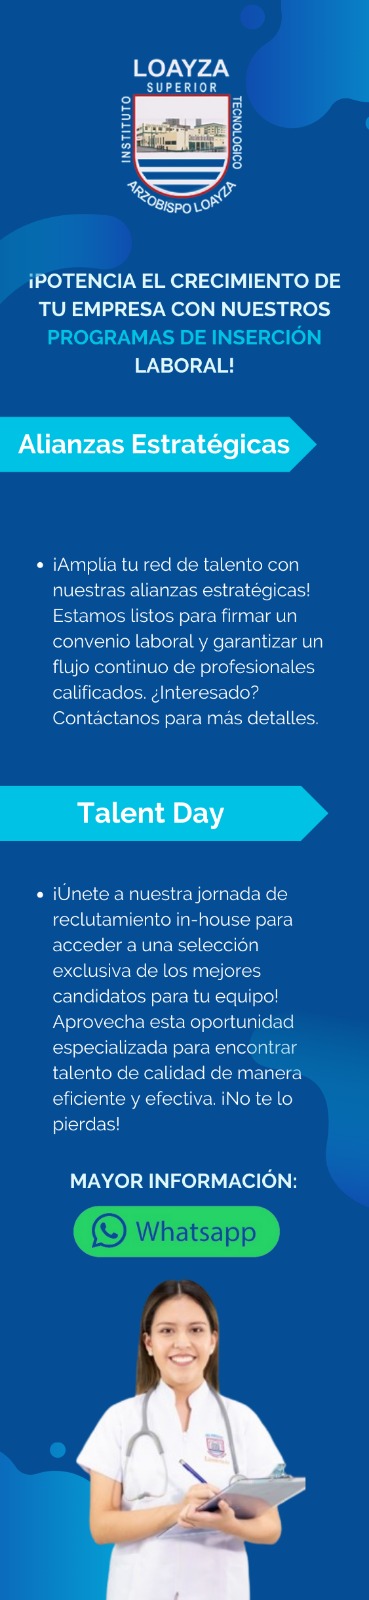 LOAYZA
SUPERIOR
INSTITUTO
TECNOLOGICO
ARZOBISPO LOAYZA
¡POTENCIA EL CRECIMIENTO DE
TU EMPRESA CON NUESTROS
PROGRAMAS DE INSERCIÓN
LABORAL!
Alianzas Estratégicas
• ¡Amplía tu red de talento con
nuestras alianzas estratégicas!
Estamos listos para firmar un
convenio laboral y garantizar un
flujo continuo de profesionales
calificados. ¿Interesado?
Contáctanos para más detalles.
Talent Day
• ¡Únete a nuestra jornada de
reclutamiento in-house para
acceder a una selección
exclusiva de los mejores
candidatos para tu equipo!
Aprovecha esta oportunidad
especializada para encontrar
talento de calidad de manera
eficiente y efectiva. ¡No te lo
pierdas!
MAYOR INFORMACIÓN:
Whatsapp